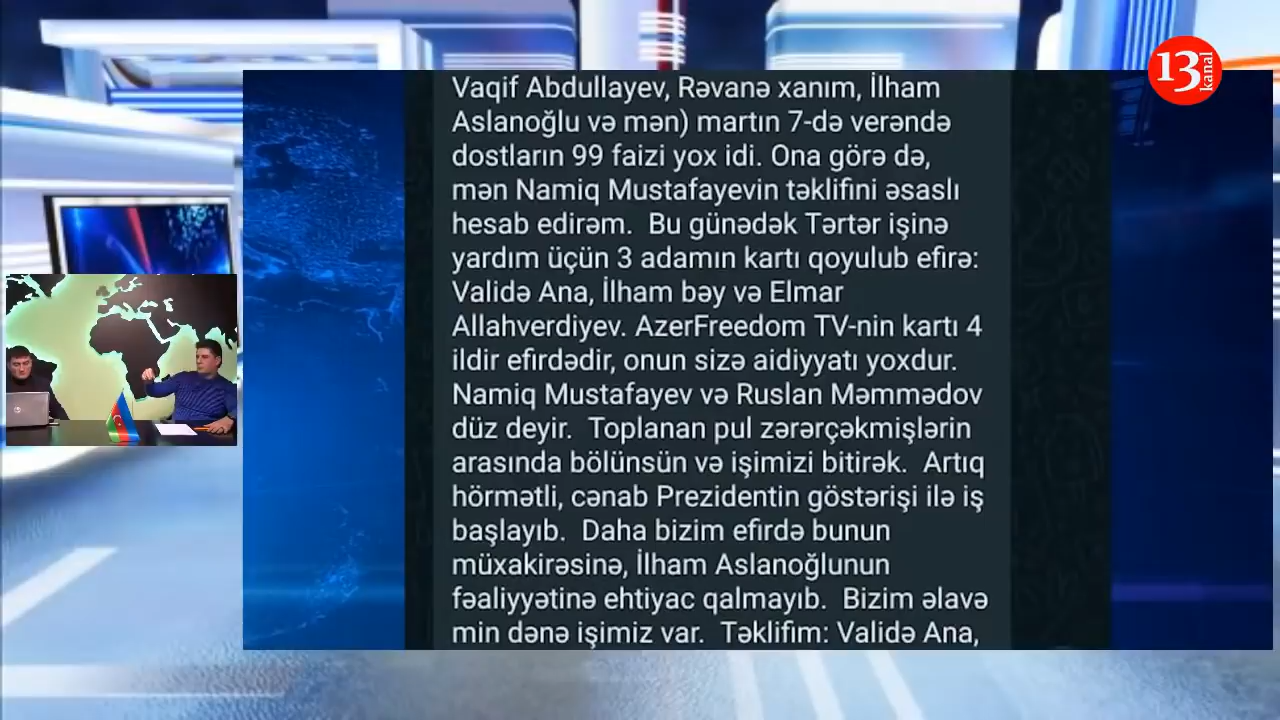 13
kanal
Vaqif Abdullayev, Rəvanə xanım, İlham
Aslanoğlu və mən) martın 7-də verəndə
dostların 99 faizi yox idi. Ona görə də,
mən Namiq Mustafayevin təklifini əsaslı
hesab edirəm. Bu günədək Tərtər işinə
yardım üçün 3 adamın kartı qoyulub efirə:
Validə Ana, İlham bəy və Elmar
Allahverdiyev. AzerFreedom TV-nin kartı 4
ildir efirdədir, onun sizə aidiyyatı yoxdur.
Namiq Mustafayev və Ruslan Məmmədov
düz deyir. Toplanan pul zərərçəkmişlərin
arasında bölünsün və işimizi bitirək. Artıq
hörmətli, cənab Prezidentin göstərişi ilə iş
başlayıb. Daha bizim efirdə bunun
müxakirəsinə, İlham Aslanoğlunun
fəaliyyətinə ehtiyac qalmayıb. Bizim əlavə
min dənə işimiz var. Təklifim: Validə Ana,